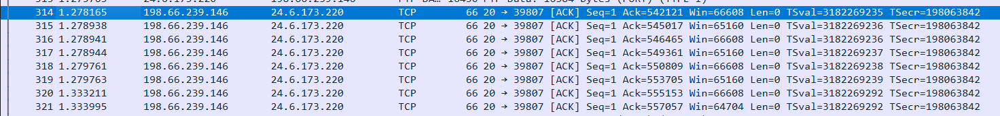 314 1.278165 198.66.239.146 24.6.173.220 TCP 66 20 → 39807 [ACK] Seq=1 Ack=542121 Win=66608 Len=0 TSval=3182269235 TSecr=198063842
315 1.278938 198.66.239.146 24.6.173.220 TCP 66 20 → 39807 [ACK] Seq=1 Ack=545017 Win=65160 Len=0 TSval=3182269236 TSecr=198063842
316 1.278941 198.66.239.146 24.6.173.220 TCP 66 20 → 39807 [ACK] Seq=1 Ack=546465 Win=66608 Len=0 TSval=3182269236 TSecr=198063842
317 1.278944 198.66.239.146 24.6.173.220 TCP 66 20 → 39807 [ACK] Seq=1 Ack=549361 Win=65160 Len=0 TSval=3182269237 TSecr=198063842
318 1.279761 198.66.239.146 24.6.173.220 TCP 66 20 → 39807 [ACK] Seq=1 Ack=550809 Win=66608 Len=0 TSval=3182269238 TSecr=198063842
319 1.279763 198.66.239.146 24.6.173.220 TCP 66 20 → 39807 [ACK] Seq=1 Ack=553705 Win=65160 Len=0 TSval=3182269239 TSecr=198063842
320 1.333211 198.66.239.146 24.6.173.220 TCP 66 20 → 39807 [ACK] Seq=1 Ack=555153 Win=66608 Len=0 TSval=3182269292 TSecr=198063842
321 1.333995 198.66.239.146 24.6.173.220 TCP 66 20 → 39807 [ACK] Seq=1 Ack=557057 Win=64704 Len=0 TSval=3182269292 TSecr=198063842